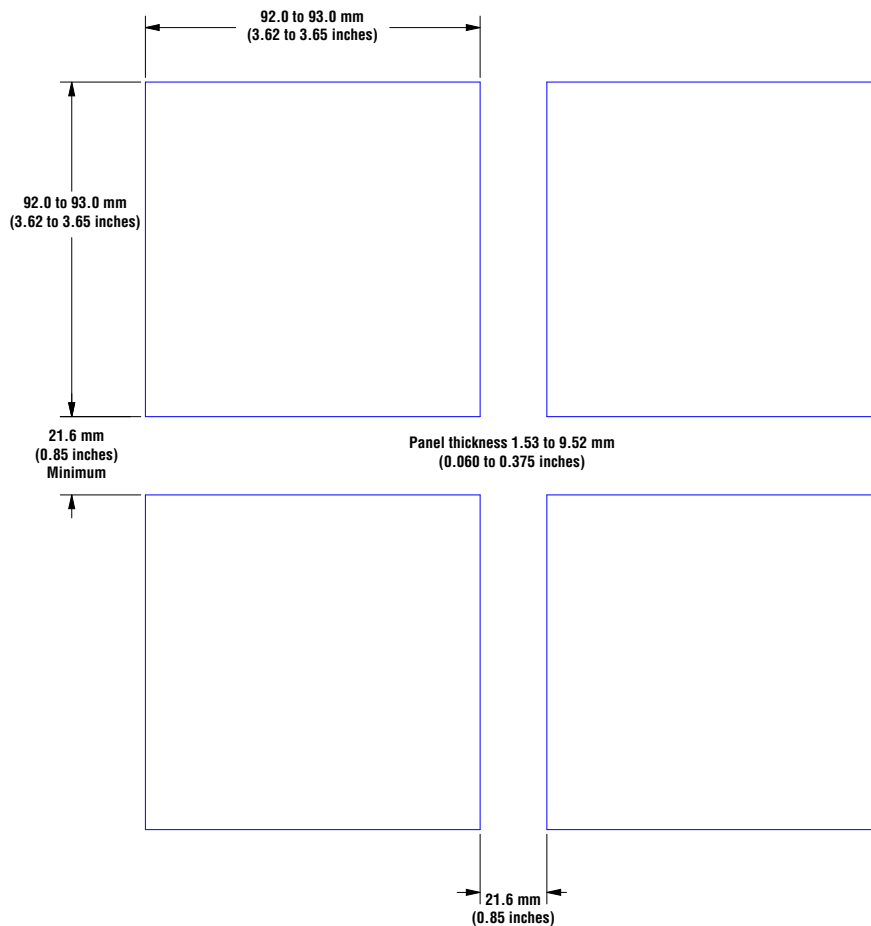 92.0 to 93.0 mm
(3.62 to 3.65 inches)
92.0 to 93.0 mm
(3.62 to 3.65 inches)
21.6 mm
(0.85 inches)
Minimum
Panel thickness 1.53 to 9.52 mm
(0.060 to 0.375 inches)
21.6 mm
(0.85 inches)